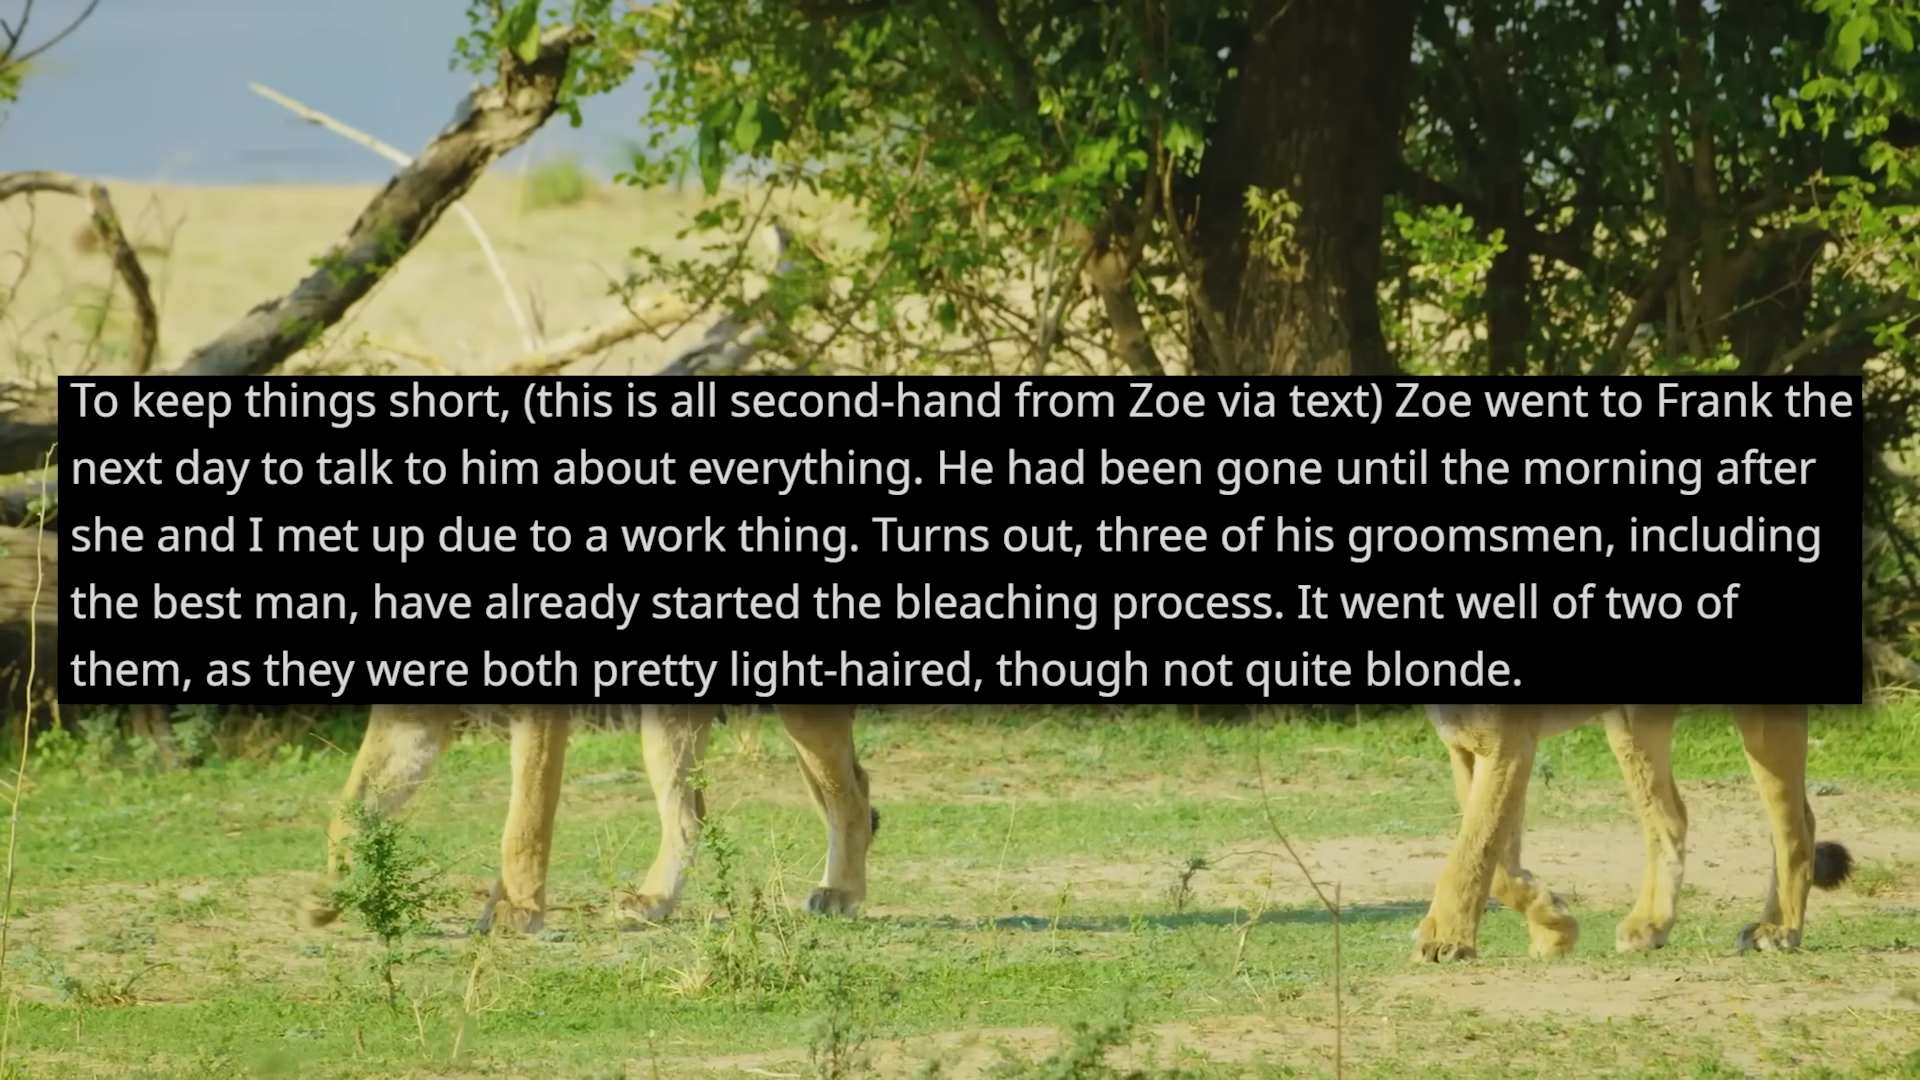 To keep things short, (this is all second-hand from Zoe via text) Zoe went to Frank the
next day to talk to him about everything. He had been gone until the morning after
she and I met up due to a work thing. Turns out, three of his groomsmen, including
the best man, have already started the bleaching process. It went well of two of
them, as they were both pretty light-haired, though not quite blonde.